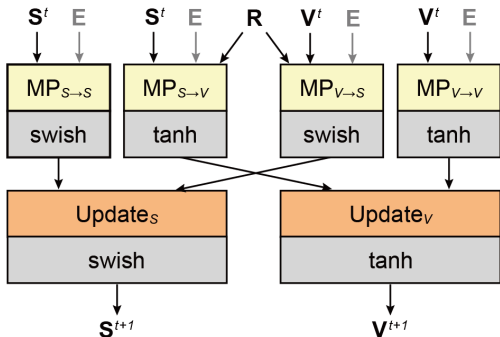 S^t E S^t E R V^t E V^t E
MP_{S→S} MP_{S→V} MP_{V→S} MP_{V→V}
swish tanh swish tanh
Update_S Update_V
swish tanh
S^{t+1} V^{t+1}